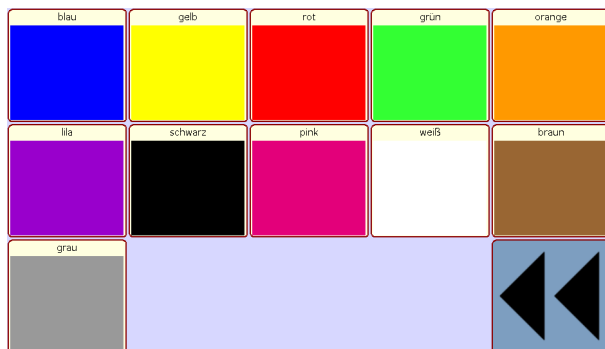 blau gelb rot grün orange
lila schwarz pink weiß braun
grau